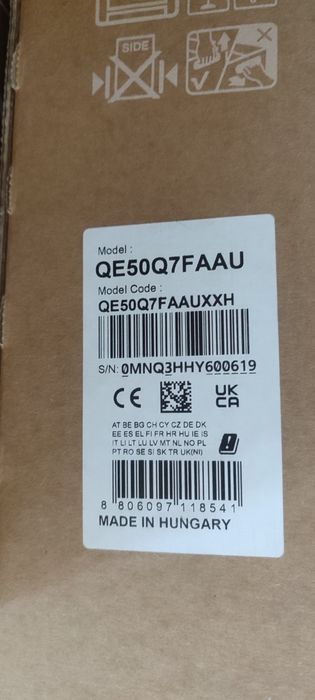 SIDE
Model :
QE50Q7FAAU
Model Code :
QE50Q7FAAUXXH
S/N: 0MNQ3HHY600619
CE UK CA
AT BE BG CH CY CZ DE DK
EE ES EL FI FR HR HU IE IS
IT LI LT LU LV MT NL NO PL
PT RO SE SI SK TR UK(NI)
8 806097 118541
MADE IN HUNGARY